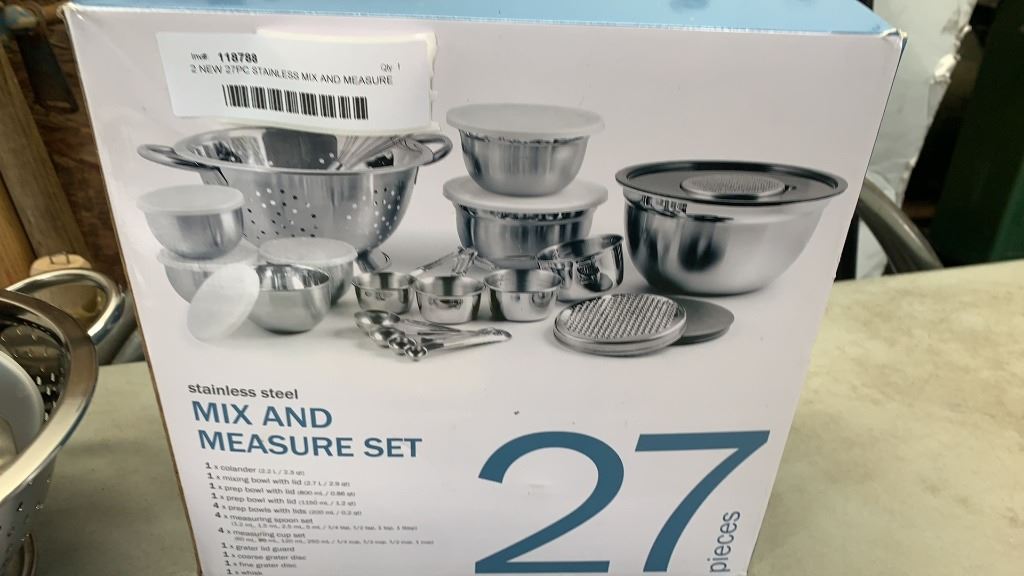 Inv#: 118788
Qty: 1
2 NEW 27PC STAINLESS MIX AND MEASURE
stainless steel
MIX AND
MEASURE SET
1 x colander (2.2 L / 2.3 qt)
1 x mixing bowl with lid (2.7 L / 2.9 qt)
1 x prep bowl with lid (800 mL / 0.86 qt)
1 x prep bowl with lid (1150 mL / 1.2 qt)
4 x prep bowls with lids (200 mL / 0.2 qt)
4 x measuring spoon set
4 x measuring cup set
1 x grater lid guard
1 x coarse grater disc
1 x fine grater disc
1 x whisk
27
pieces